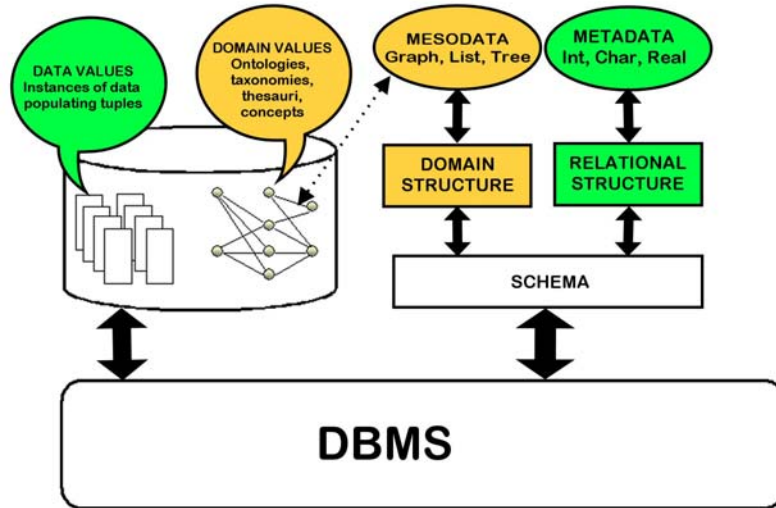 DATA VALUES
Instances of data
populating tuples
DOMAIN VALUES
Ontologies,
taxonomies,
thesauri,
concepts
MESODATA
Graph, List, Tree
METADATA
Int, Char, Real
DOMAIN
STRUCTURE
RELATIONAL
STRUCTURE
SCHEMA
DBMS